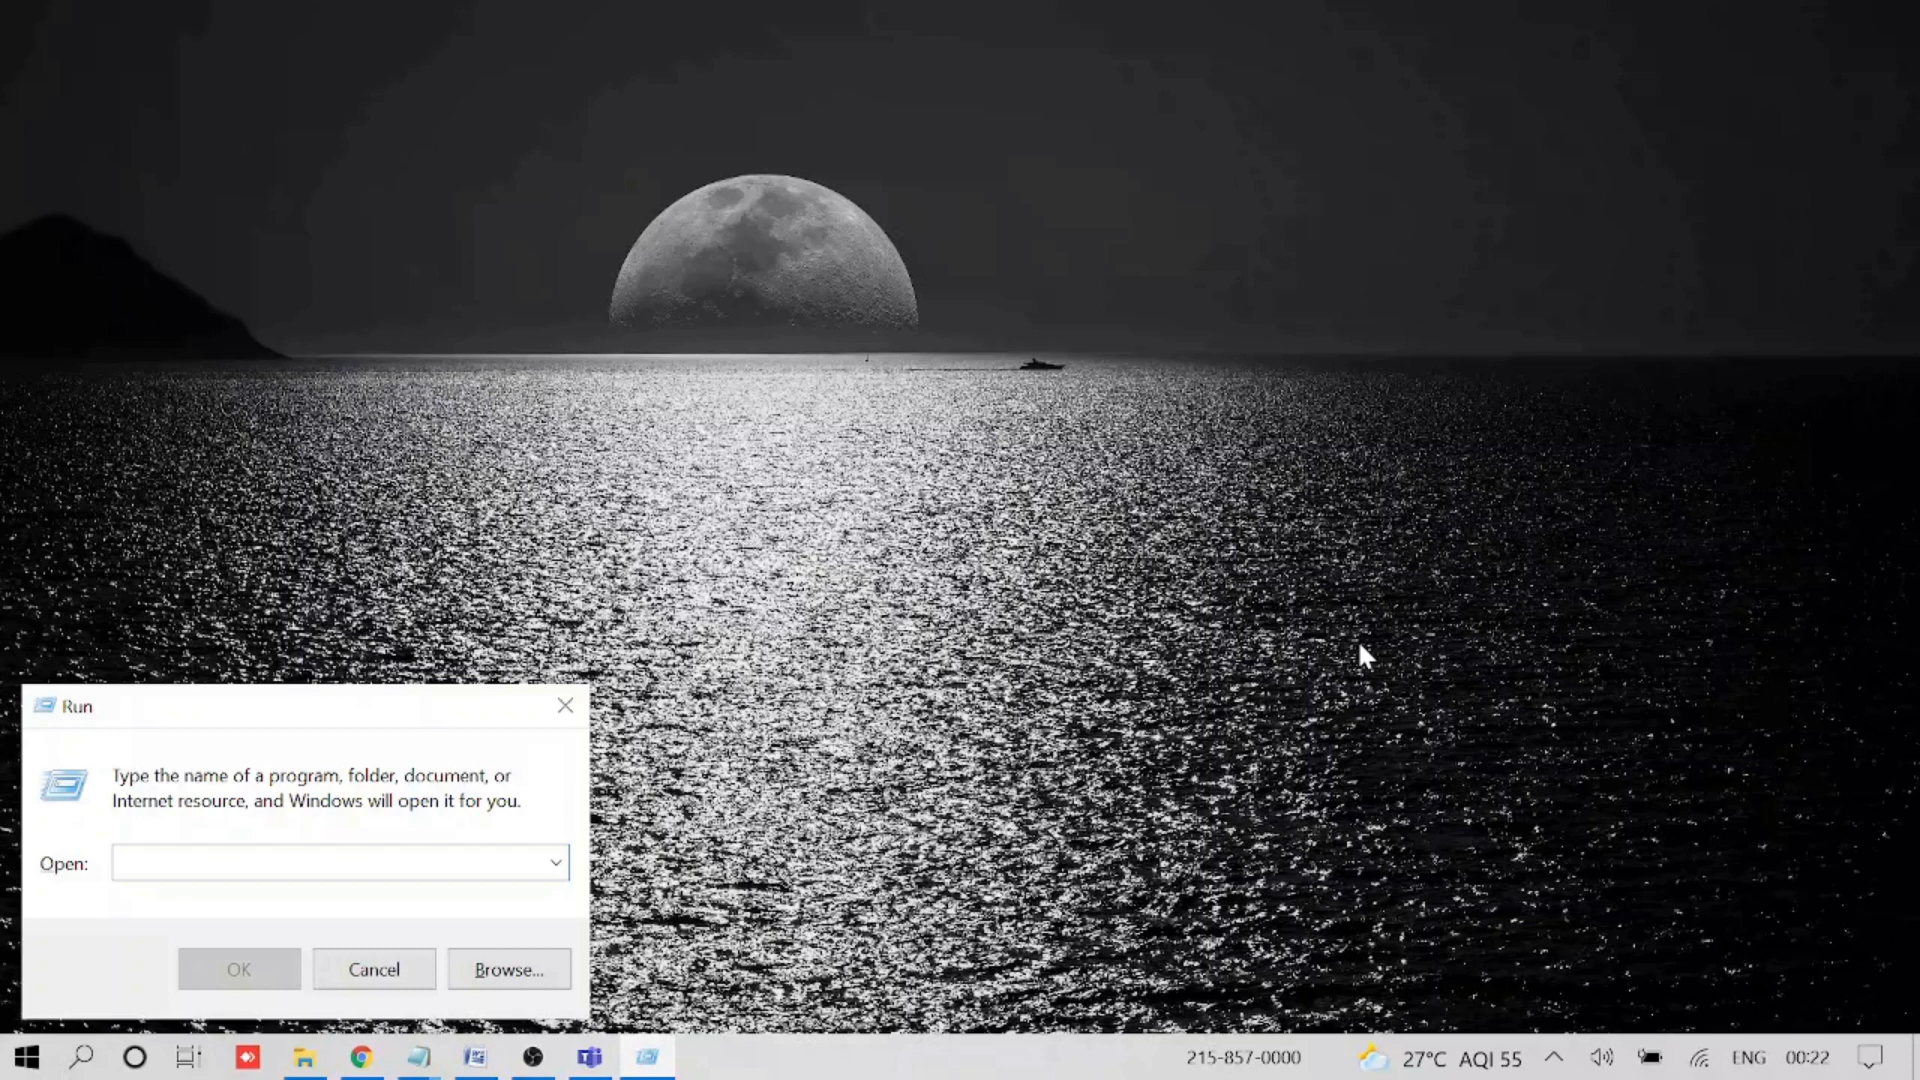 Run
Type the name of a program, folder, document, or
Internet resource, and Windows will open it for you.
Open:
OK
Cancel
Browse...
215-857-0000
27°C AQI 55
ENG
00:22